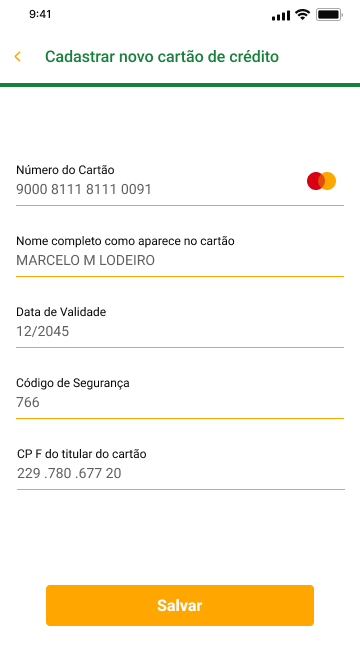 9:41
Cadastrar novo cartão de crédito
Número do Cartão
9000 8111 8111 0091
Nome completo como aparece no cartão
MARCELO M LODEIRO
Data de Validade
12/2045
Código de Segurança
766
CP F do titular do cartão
229 .780 .677 20
Salvar